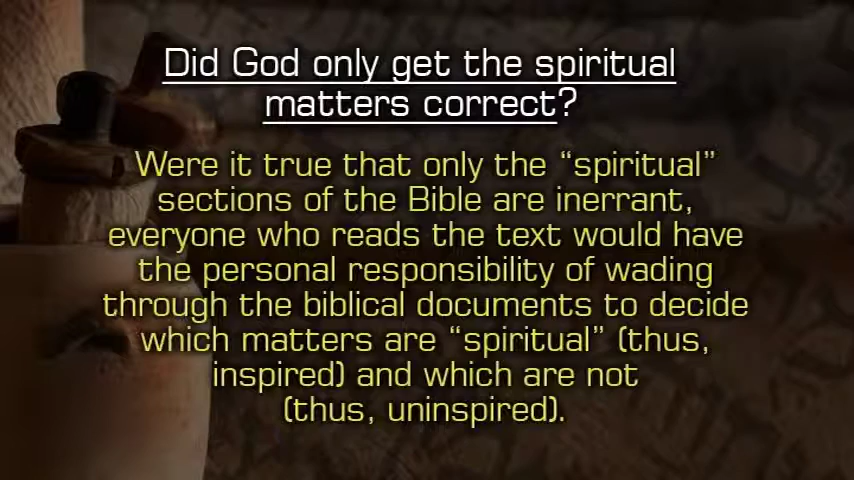 Did God only get the spiritual
matters correct?
Were it true that only the “spiritual”
sections of the Bible are inerrant,
everyone who reads the text would have
the personal responsibility of wading
through the biblical documents to decide
which matters are “spiritual” (thus,
inspired) and which are not
(thus, uninspired).